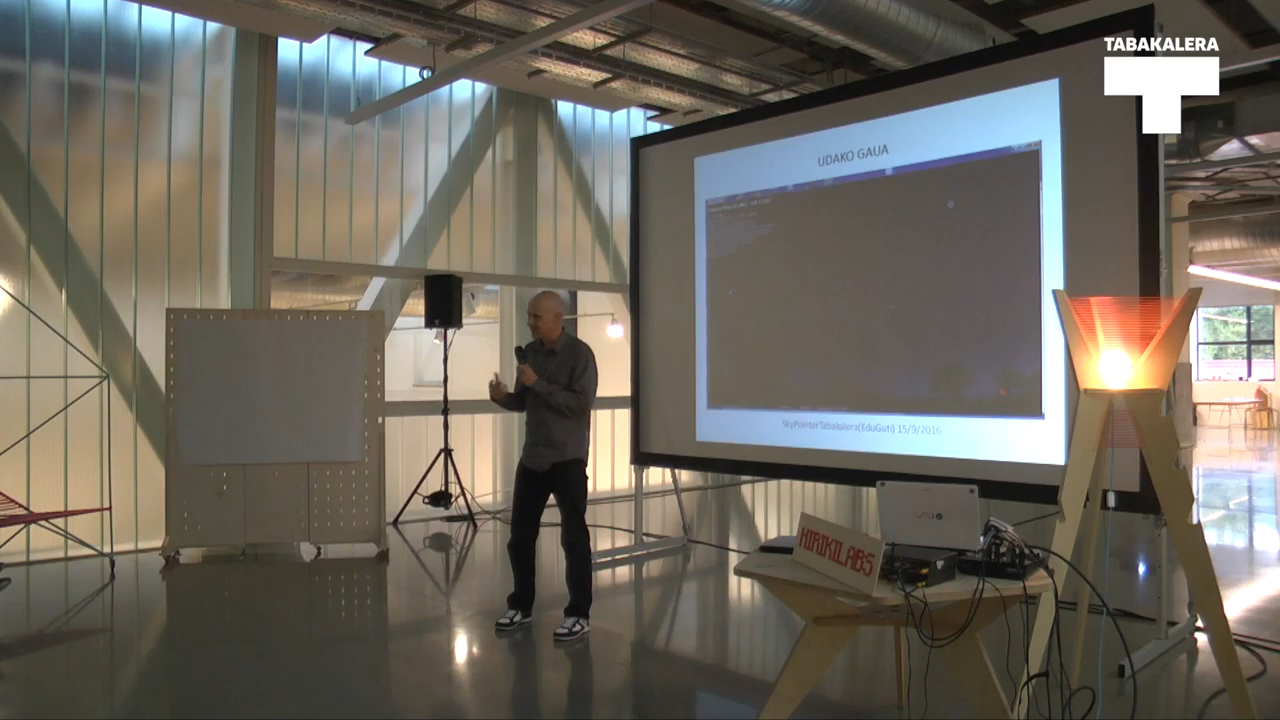 TABAKALERA
UDAKO GAUA
SkyPointerTabakalera(EduGuti) 15/9/2016
VAIO
HIRIKILABS